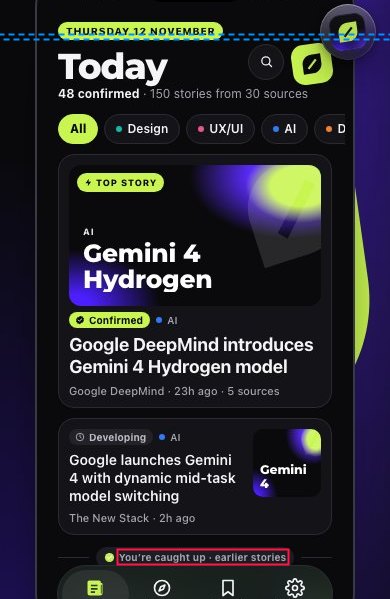 THURSDAY, 12 NOVEMBER
Today
48 confirmed · 150 stories from 30 sources
All
Design
UX/UI
AI
D
TOP STORY
AI
Gemini 4
Hydrogen
Confirmed
AI
Google DeepMind introduces
Gemini 4 Hydrogen model
Google DeepMind · 23h ago · 5 sources
Developing
AI
Google launches Gemini
4 with dynamic mid-task
model switching
The New Stack · 2h ago
Gemini
4
You’re caught up · earlier stories